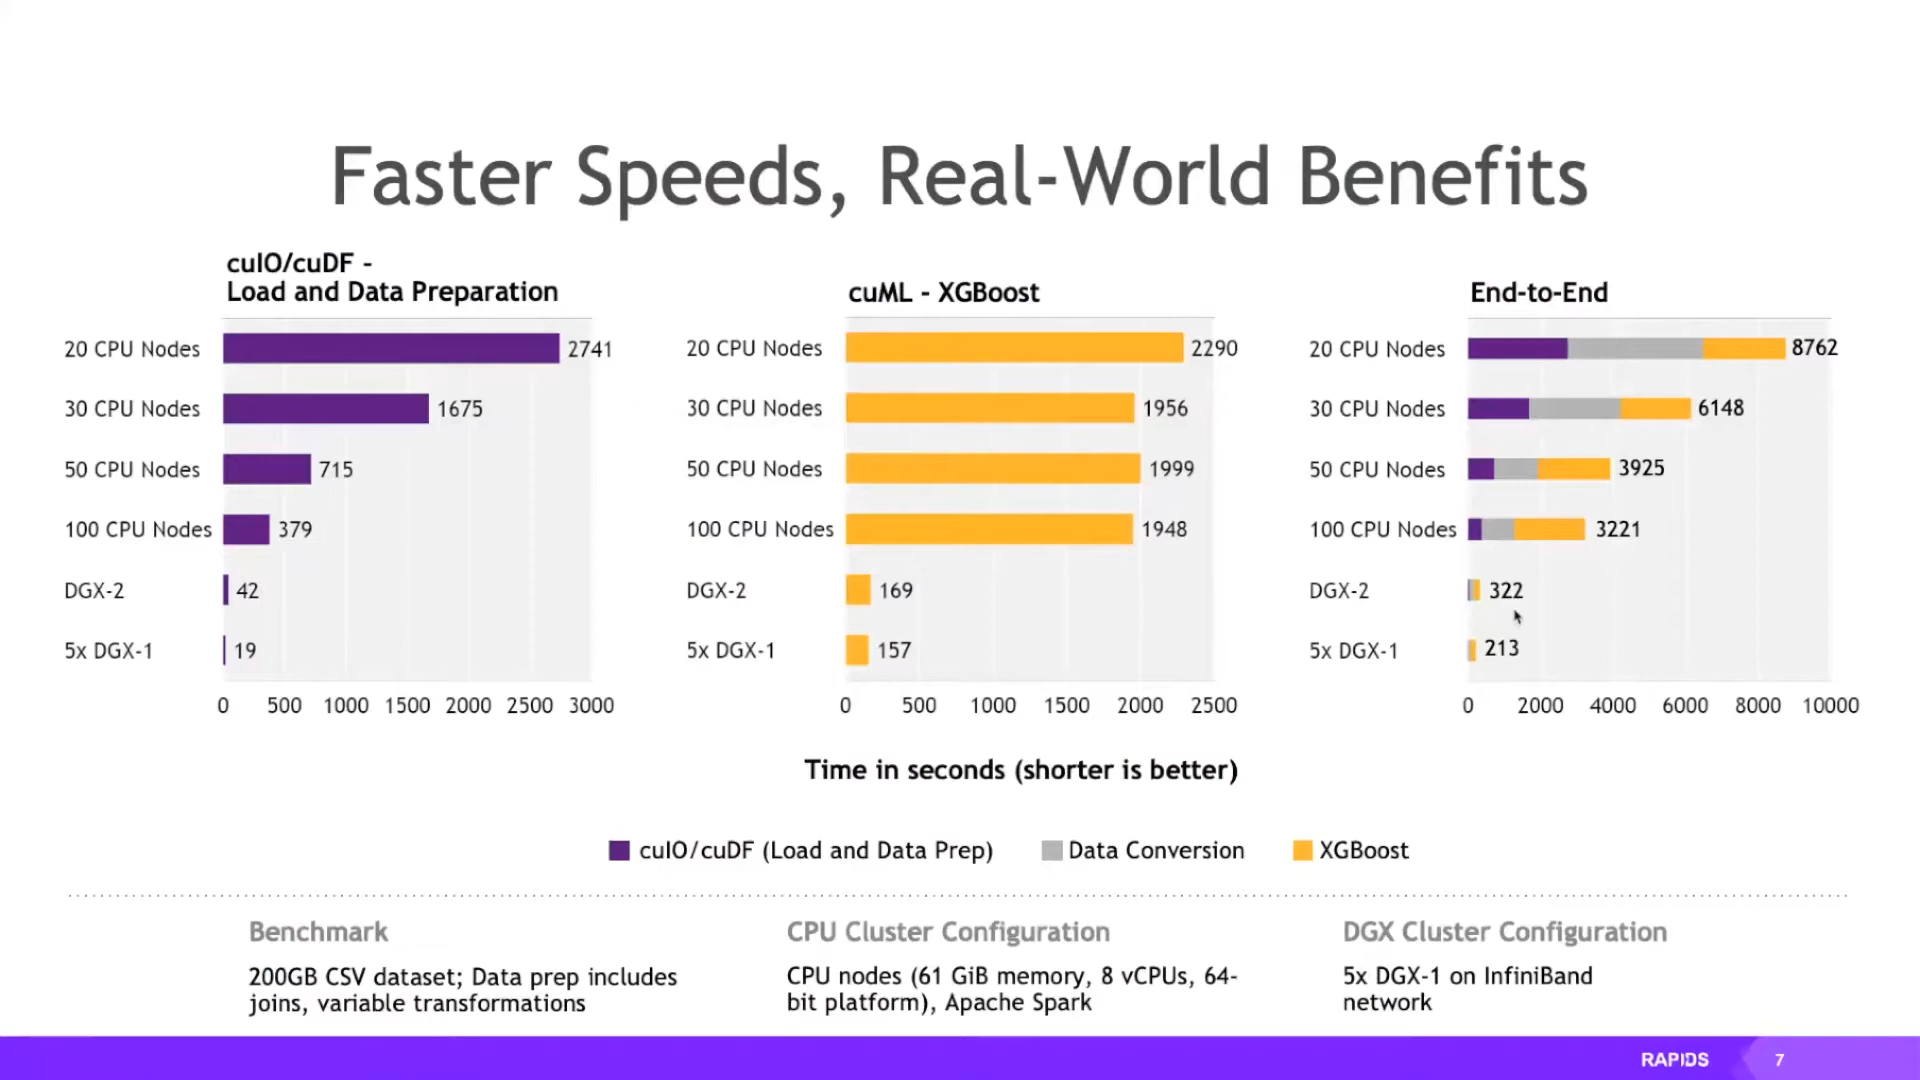 Faster Speeds, Real-World Benefits
cuIO/cuDF -
Load and Data Preparation
20 CPU Nodes 2741
30 CPU Nodes 1675
50 CPU Nodes 715
100 CPU Nodes 379
DGX-2 42
5x DGX-1 19
0 500 1000 1500 2000 2500 3000
cuML - XGBoost
20 CPU Nodes 2290
30 CPU Nodes 1956
50 CPU Nodes 1999
100 CPU Nodes 1948
DGX-2 169
5x DGX-1 157
0 500 1000 1500 2000 2500
End-to-End
20 CPU Nodes 8762
30 CPU Nodes 6148
50 CPU Nodes 3925
100 CPU Nodes 3221
DGX-2 322
5x DGX-1 213
0 2000 4000 6000 8000 10000
Time in seconds (shorter is better)
cuIO/cuDF (Load and Data Prep) Data Conversion XGBoost
Benchmark
200GB CSV dataset; Data prep includes
joins, variable transformations
CPU Cluster Configuration
CPU nodes (61 GiB memory, 8 vCPUs, 64-
bit platform), Apache Spark
DGX Cluster Configuration
5x DGX-1 on InfiniBand
network
RAPIDS 7